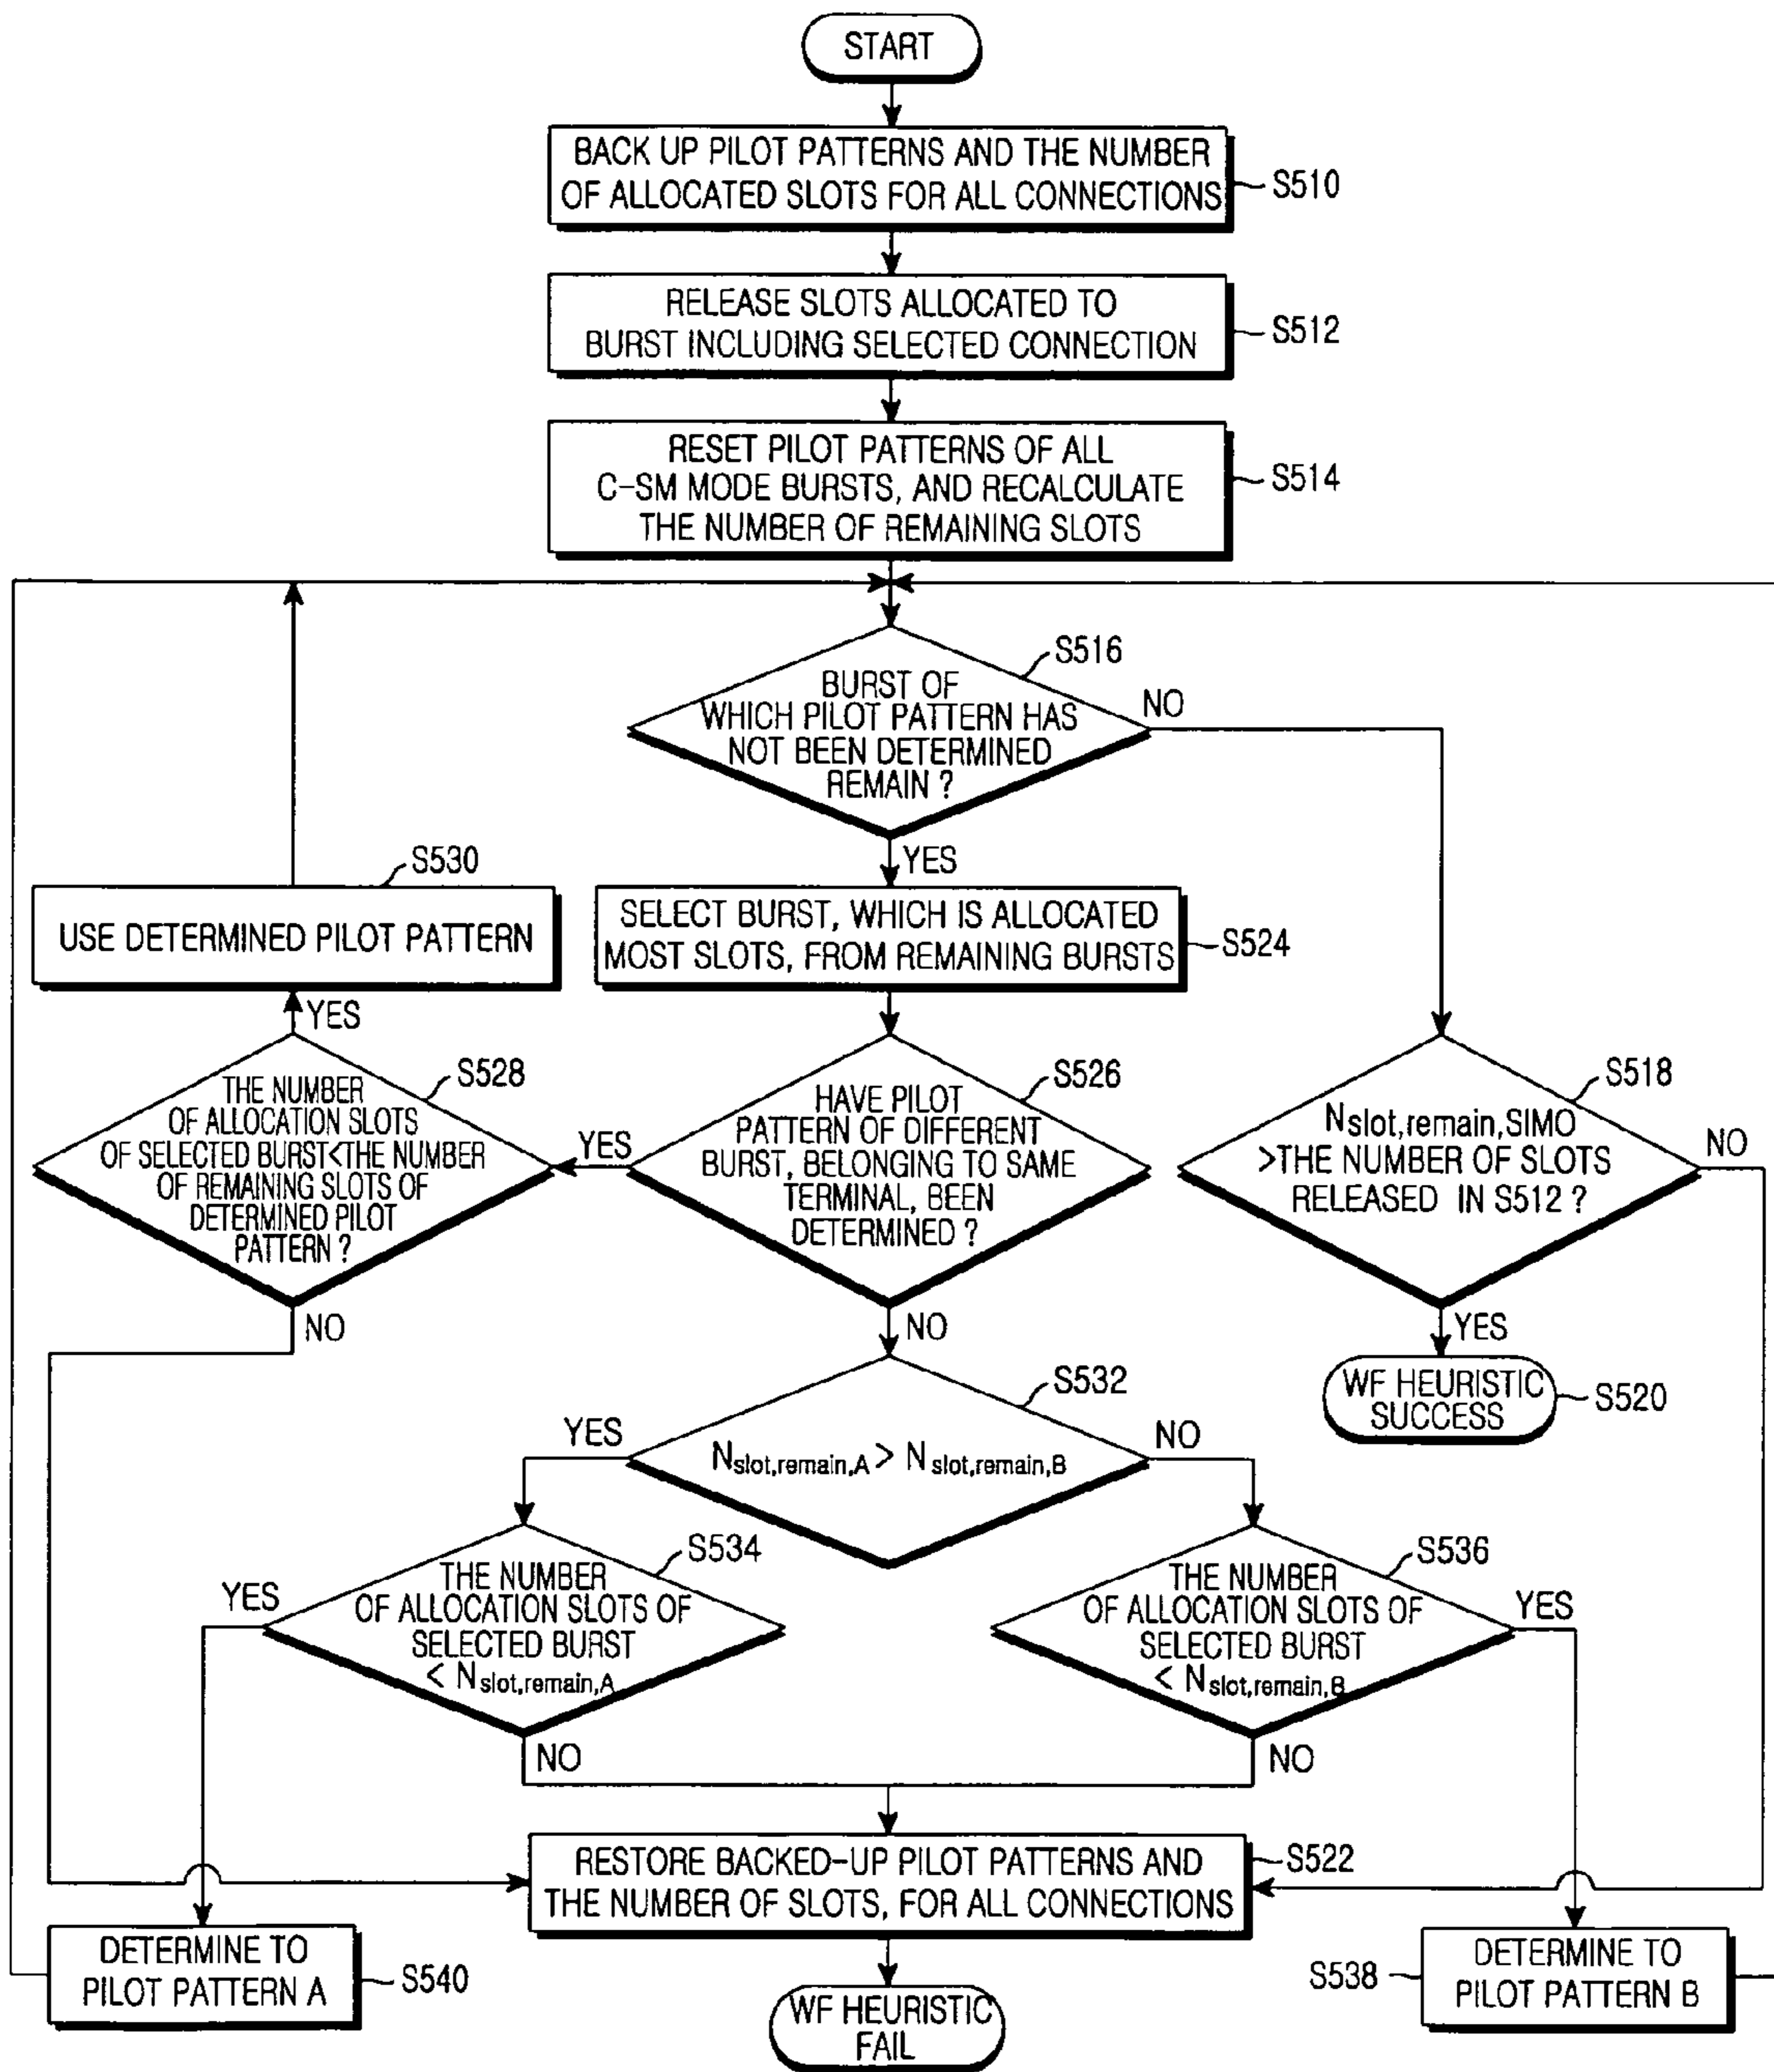 START
BACK UP PILOT PATTERNS AND THE NUMBER
OF ALLOCATED SLOTS FOR ALL CONNECTIONS
S510
RELEASE SLOTS ALLOCATED TO
BURST INCLUDING SELECTED CONNECTION
S512
RESET PILOT PATTERNS OF ALL
C-SM MODE BURSTS, AND RECALCULATE
THE NUMBER OF REMAINING SLOTS
S514
S516
BURST OF
WHICH PILOT PATTERN HAS
NOT BEEN DETERMINED
REMAIN ?
NO
YES
S530
USE DETERMINED PILOT PATTERN
SELECT BURST, WHICH IS ALLOCATED
MOST SLOTS, FROM REMAINING BURSTS
S524
YES
S528
THE NUMBER
OF ALLOCATION SLOTS
OF SELECTED BURST<THE NUMBER
OF REMAINING SLOTS OF
DETERMINED PILOT
PATTERN ?
YES
NO
S526
HAVE PILOT
PATTERN OF DIFFERENT
BURST, BELONGING TO SAME
TERMINAL, BEEN
DETERMINED ?
NO
S518
Nslot,remain,SIMO
>THE NUMBER OF SLOTS
RELEASED IN S512 ?
NO
YES
WF HEURISTIC
SUCCESS
S520
S532
YES
Nslot,remain,A > Nslot,remain,B
NO
S534
YES
THE NUMBER
OF ALLOCATION SLOTS OF
SELECTED BURST
< Nslot,remain,A
NO
S536
THE NUMBER
OF ALLOCATION SLOTS OF
SELECTED BURST
< Nslot,remain,B
YES
NO
RESTORE BACKED-UP PILOT PATTERNS AND
THE NUMBER OF SLOTS, FOR ALL CONNECTIONS
S522
DETERMINE TO
PILOT PATTERN A
S540
WF HEURISTIC
FAIL
S538
DETERMINE TO
PILOT PATTERN B